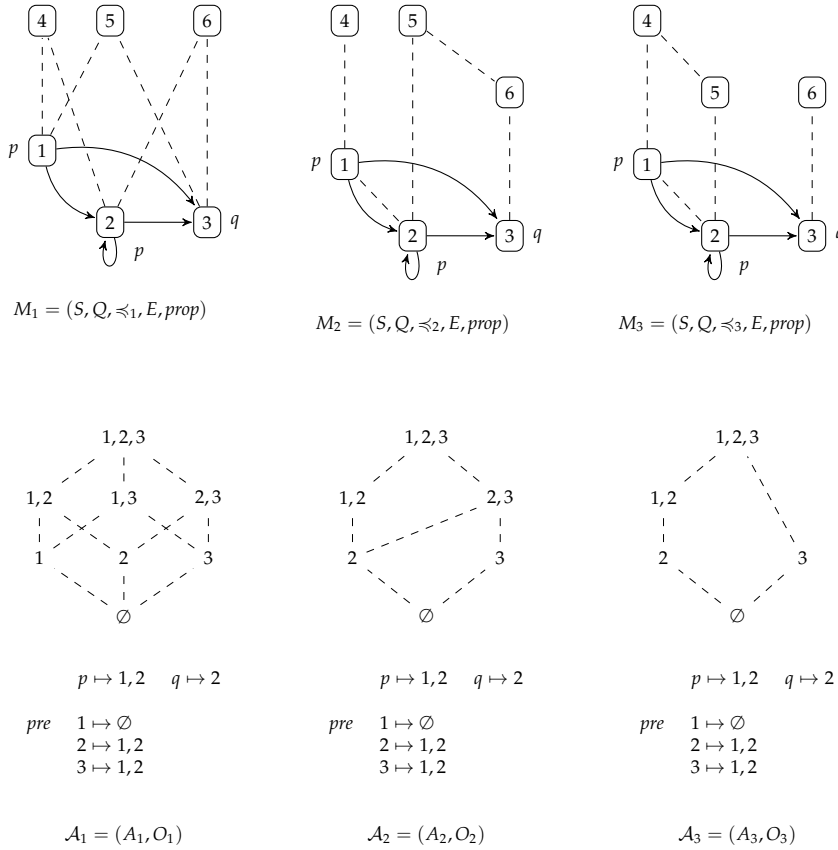 4 5 6 4 5 4
6 5 6
p 1 p 1 p 1
2 3 q 2 3 q 2 3
p p p
M₁ = (S, Q, ≼₁, E, prop)
M₂ = (S, Q, ≼₂, E, prop) M₃ = (S, Q, ≼₃, E, prop)
1, 2, 3 1, 2, 3 1, 2, 3
1, 2 1, 3 2, 3 1, 2 2, 3 1, 2
1 2 3 2 3 2 3
∅ ∅ ∅
p ↦ 1, 2 q ↦ 2 p ↦ 1, 2 q ↦ 2 p ↦ 1, 2 q ↦ 2
pre 1 ↦ ∅ pre 1 ↦ ∅ pre 1 ↦ ∅
2 ↦ 1, 2 2 ↦ 1, 2 2 ↦ 1, 2
3 ↦ 1, 2 3 ↦ 1, 2 3 ↦ 1, 2
𝒜₁ = (A₁, O₁) 𝒜₂ = (A₂, O₂) 𝒜₃ = (A₃, O₃)